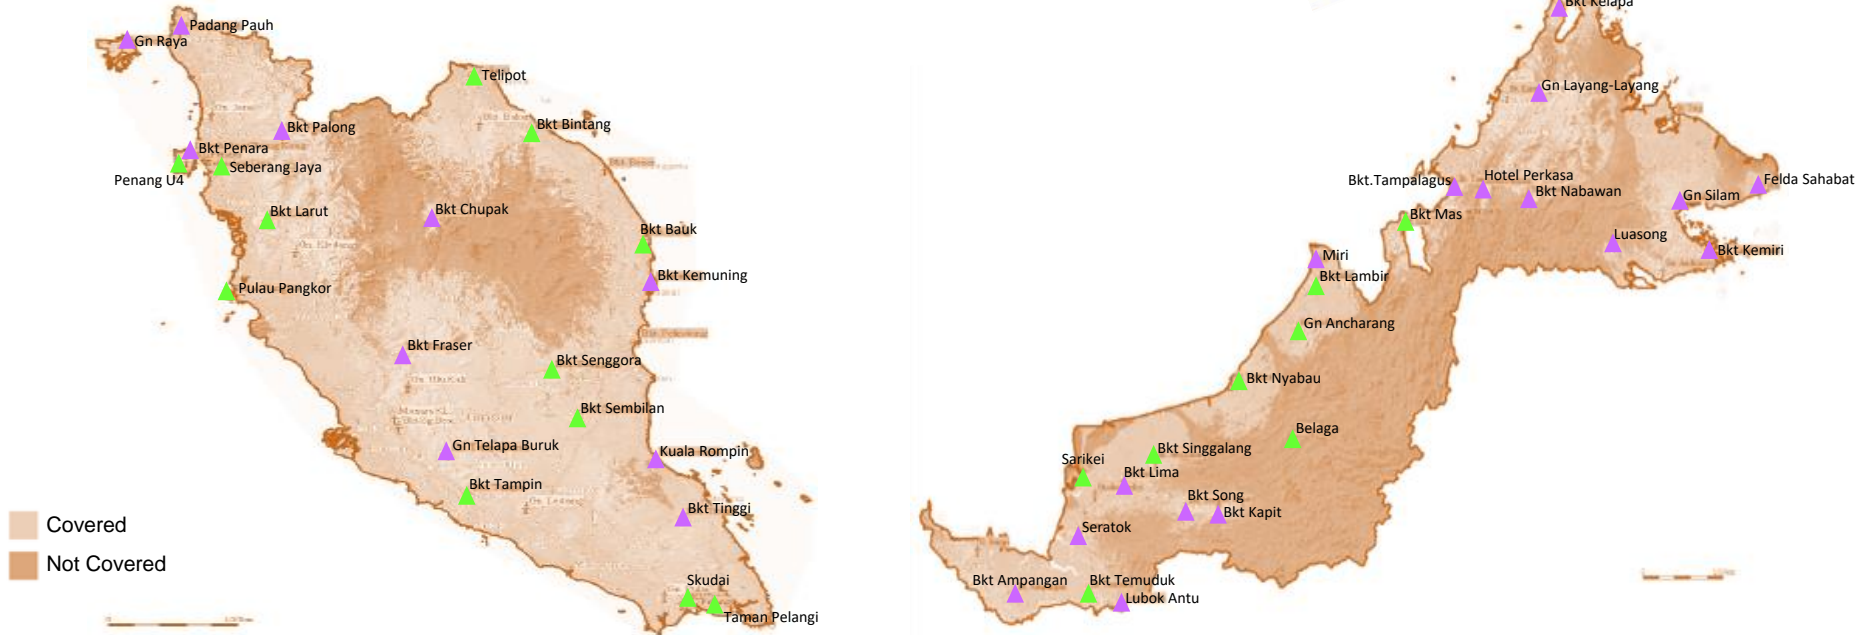 Padang Pauh
Gn Raya
Telipot
Bkt Bintang
Bkt Palong
Bkt Penara
Seberang Jaya
Penang U4
Bkt Larut
Bkt Chupak
Bkt Bauk
Bkt Kemuning
Pulau Pangkor
Bkt Fraser
Bkt Senggora
Bkt Sembilan
Gn Telapa Buruk
Kuala Rompin
Bkt Tampin
Bkt Tinggi
Skudai
Taman Pelangi
Covered
Not Covered
Bkt Kelapa
Gn Layang-Layang
Bkt.Tampalagus
Hotel Perkasa
Bkt Nabawan
Felda Sahabat
Gn Silam
Bkt Mas
Luasong
Bkt Kemiri
Miri
Bkt Lambir
Gn Ancharang
Bkt Nyabau
Belaga
Bkt Singgalang
Sarikei
Bkt Lima
Bkt Song
Bkt Kapit
Seratok
Bkt Ampangan
Bkt Temuduk
Lubok Antu